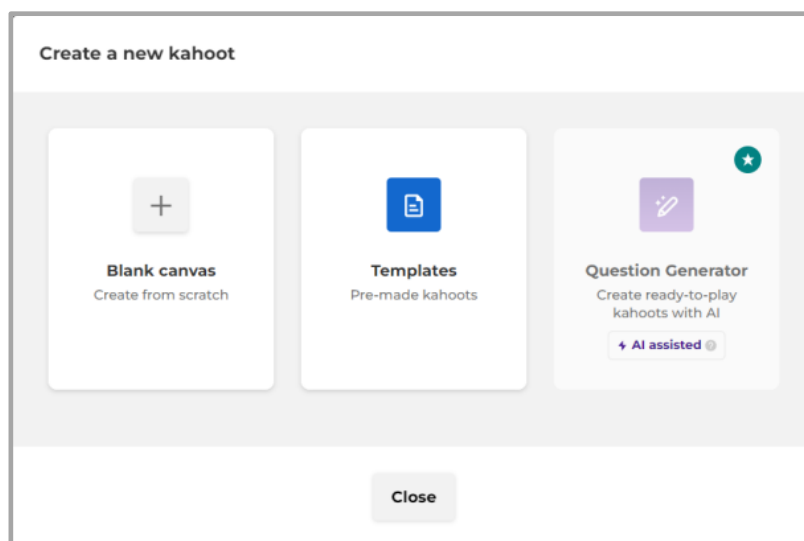 Create a new kahoot
Blank canvas
Create from scratch
Templates
Pre-made kahoots
Question Generator
Create ready-to-play
kahoots with AI
AI assisted ?
Close